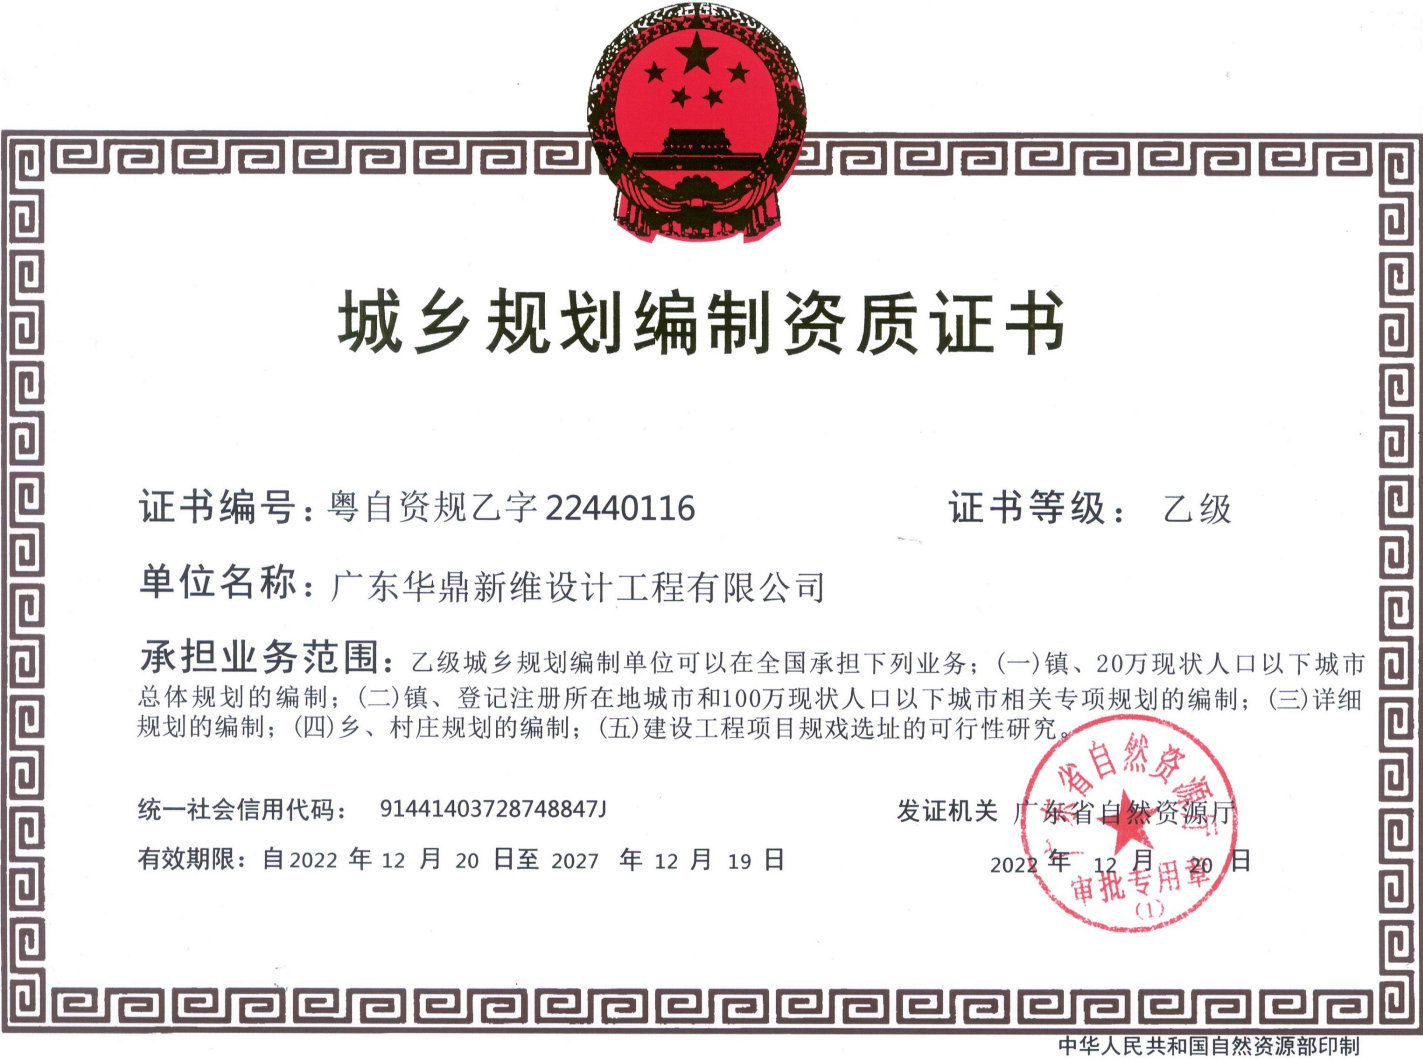 城乡规划编制资质证书
证书编号：粤自资规乙字22440116 证书等级： 乙级
单位名称：广东华鼎新维设计工程有限公司
承担业务范围：乙级城乡规划编制单位可以在全国承担下列业务；(一)镇、20万现状人口以下城市
总体规划的编制；(二)镇、登记注册所在地城市和100万现状人口以下城市相关专项规划的编制；(三)详细
规划的编制；(四)乡、村庄规划的编制；(五)建设工程项目规戏选址的可行性研究。
统一社会信用代码： 91441403728748847J 发证机关 广东省自然资源厅
有效期限：自2022 年 12 月 20 日至 2027 年 12 月 19 日 2022 年 12 月 20 日
广东省自然资源厅
审批专用章
(1)
中华人民共和国自然资源部印制